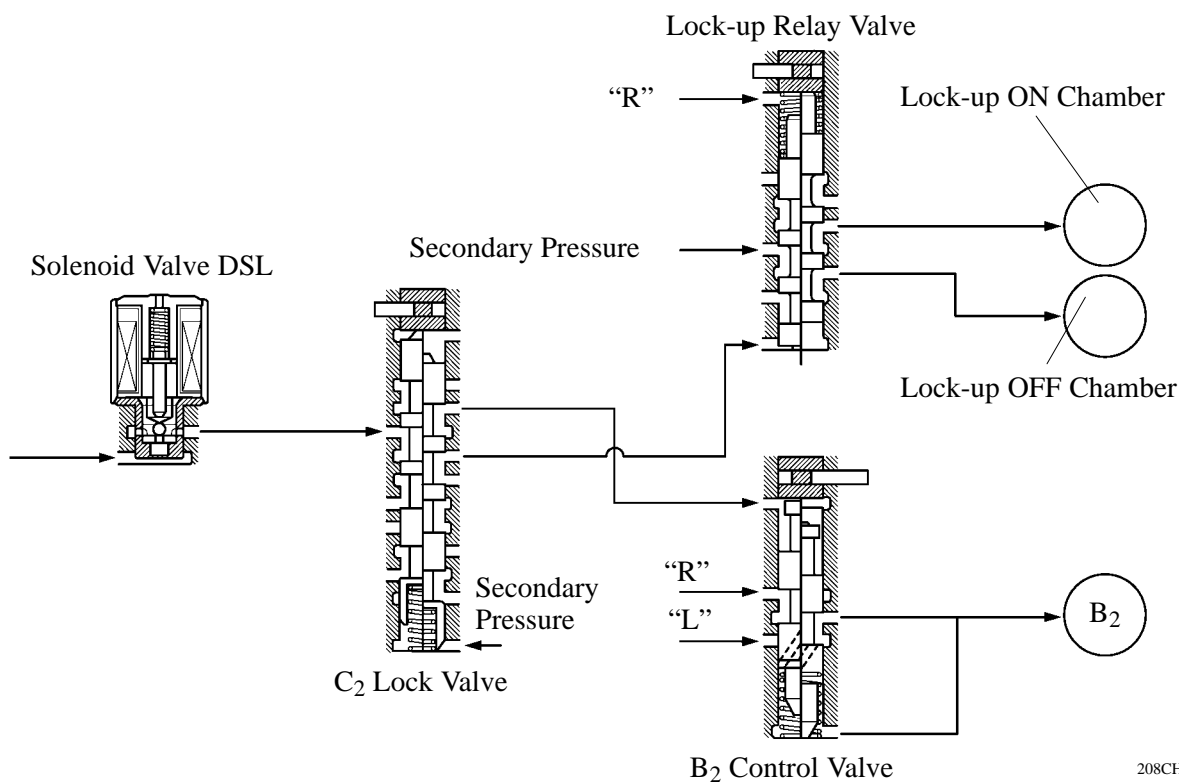 Lock-up Relay Valve
“R”
Lock-up ON Chamber
Secondary Pressure
Solenoid Valve DSL
Lock-up OFF Chamber
“R”
Secondary
Pressure
“L”
B2
C2 Lock Valve
B2 Control Valve
208CH